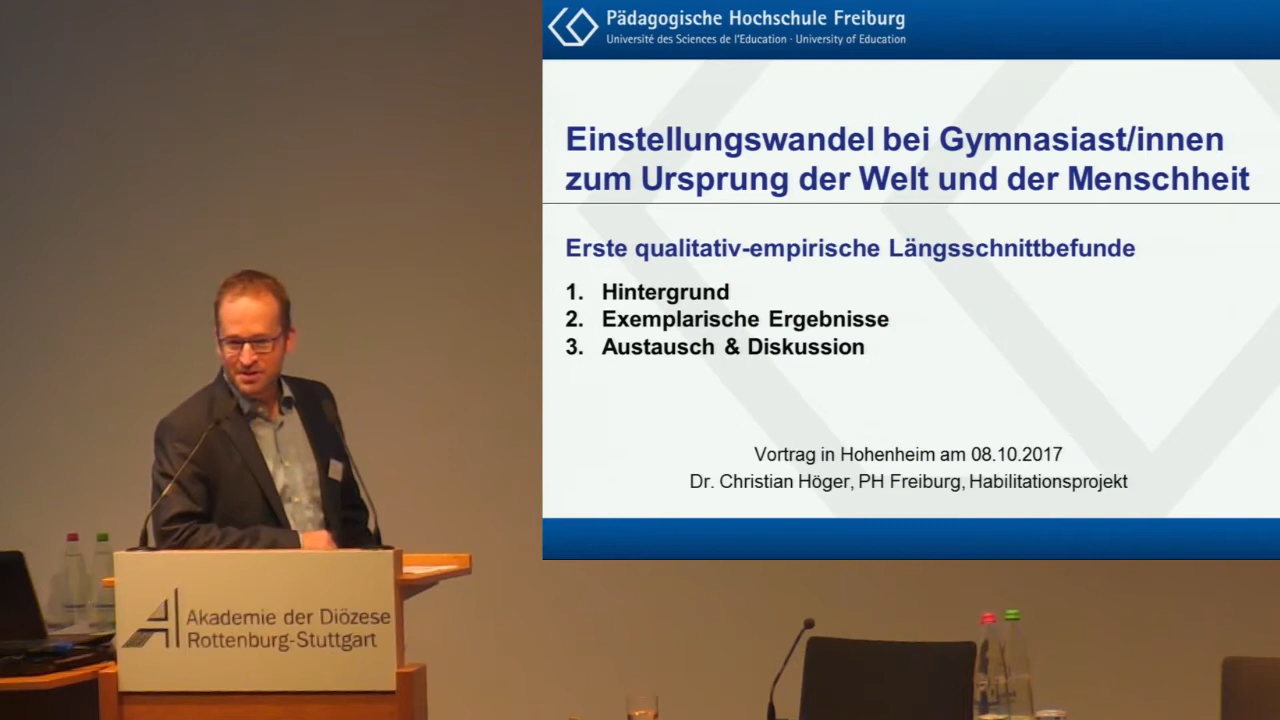 Pädagogische Hochschule Freiburg
Université des Sciences de l'Education · University of Education
Einstellungswandel bei Gymnasiast/innen
zum Ursprung der Welt und der Menschheit
Erste qualitativ-empirische Längsschnittbefunde
1. Hintergrund
2. Exemplarische Ergebnisse
3. Austausch & Diskussion
Vortrag in Hohenheim am 08.10.2017
Dr. Christian Höger, PH Freiburg, Habilitationsprojekt
Akademie der Diözese
Rottenburg-Stuttgart